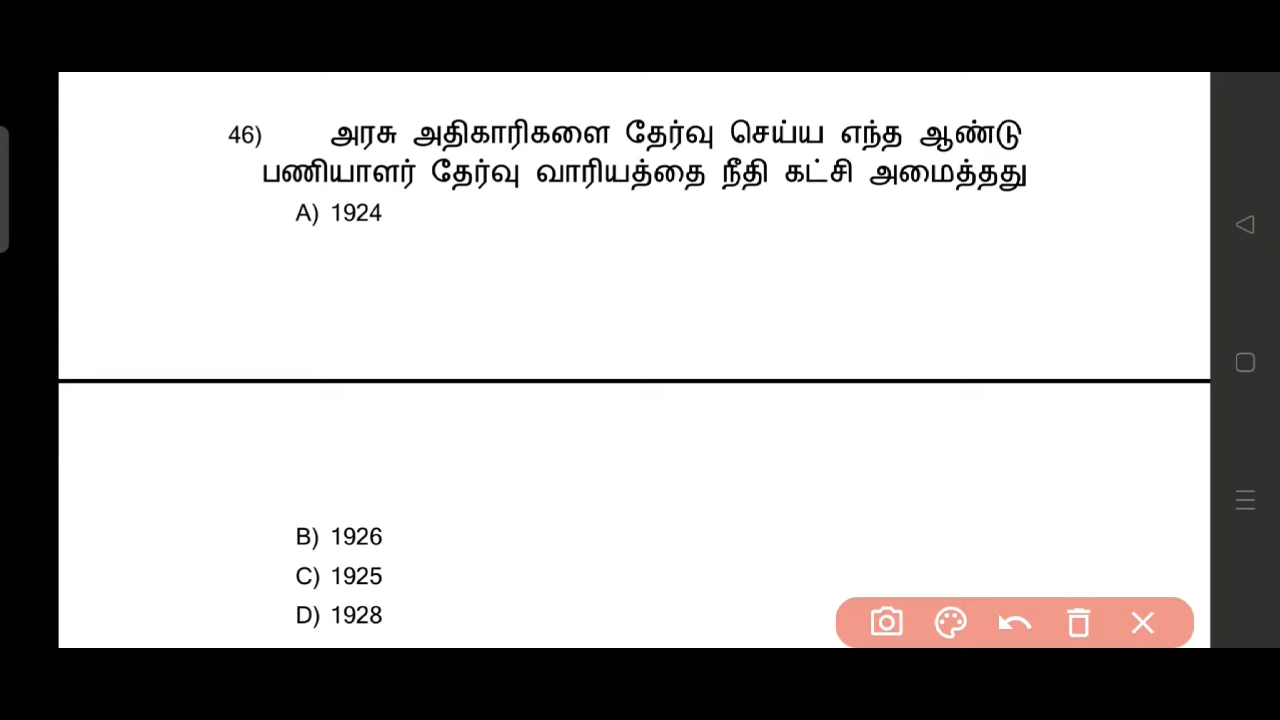 46) அரசு அதிகாரிகளை தேர்வு செய்ய எந்த ஆண்டு
பணியாளர் தேர்வு வாரியத்தை நீதி கட்சி அமைத்தது
A) 1924
B) 1926
C) 1925
D) 1928